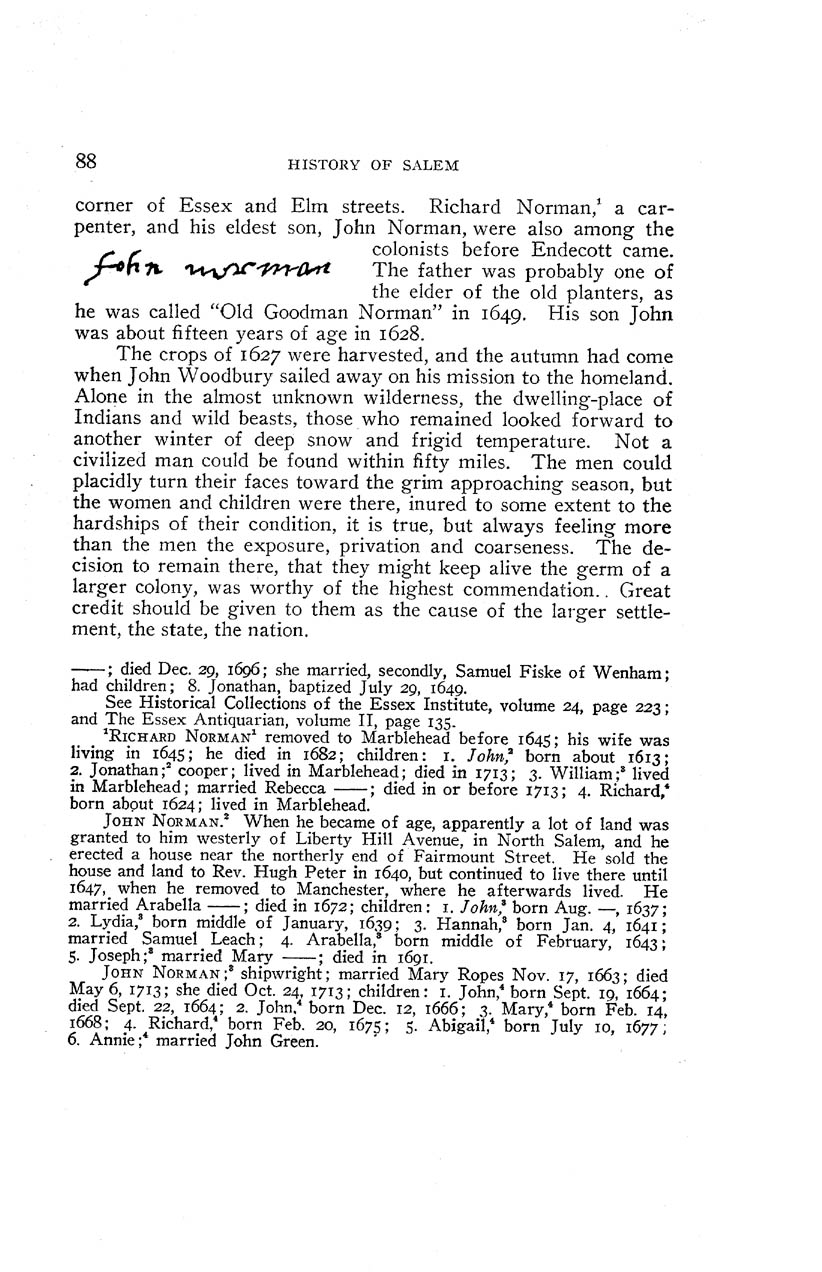 88 HISTORY OF SALEM
corner of Essex and Elm streets. Richard Norman,¹ a car-
penter, and his eldest son, John Norman, were also among the
colonists before Endecott came.
John norman The father was probably one of
the elder of the old planters, as
he was called "Old Goodman Norman" in 1649. His son John
was about fifteen years of age in 1628.
The crops of 1627 were harvested, and the autumn had come
when John Woodbury sailed away on his mission to the homeland.
Alone in the almost unknown wilderness, the dwelling-place of
Indians and wild beasts, those who remained looked forward to
another winter of deep snow and frigid temperature. Not a
civilized man could be found within fifty miles. The men could
placidly turn their faces toward the grim approaching season, but
the women and children were there, inured to some extent to the
hardships of their condition, it is true, but always feeling more
than the men the exposure, privation and coarseness. The de-
cision to remain there, that they might keep alive the germ of a
larger colony, was worthy of the highest commendation. . Great
credit should be given to them as the cause of the larger settle-
ment, the state, the nation.
——; died Dec. 29, 1696; she married, secondly, Samuel Fiske of Wenham;
had children; 8. Jonathan, baptized July 29, 1649.
See Historical Collections of the Essex Institute, volume 24, page 223;
and The Essex Antiquarian, volume II, page 135.
¹RICHARD NORMAN¹ removed to Marblehead before 1645; his wife was
living in 1645; he died in 1682; children: 1. John,² born about 1613;
2. Jonathan;² cooper; lived in Marblehead; died in 1713; 3. William;² lived
in Marblehead; married Rebecca ——; died in or before 1713; 4. Richard,²
born about 1624; lived in Marblehead.
JOHN NORMAN.² When he became of age, apparently a lot of land was
granted to him westerly of Liberty Hill Avenue, in North Salem, and he
erected a house near the northerly end of Fairmount Street. He sold the
house and land to Rev. Hugh Peter in 1640, but continued to live there until
1647, when he removed to Manchester, where he afterwards lived. He
married Arabella ——; died in 1672; children: 1. John,³ born Aug. —, 1637;
2. Lydia,³ born middle of January, 1639; 3. Hannah,³ born Jan. 4, 1641;
married Samuel Leach; 4. Arabella,³ born middle of February, 1643;
5. Joseph;³ married Mary ——; died in 1691.
JOHN NORMAN;³ shipwright; married Mary Ropes Nov. 17, 1663; died
May 6, 1713; she died Oct. 24, 1713; children: 1. John,⁴ born Sept. 19, 1664;
died Sept. 22, 1664; 2. John,⁴ born Dec. 12, 1666; 3. Mary,⁴ born Feb. 14,
1668; 4. Richard,⁴ born Feb. 20, 1675; 5. Abigail,⁴ born July 10, 1677;
6. Annie;⁴ married John Green.